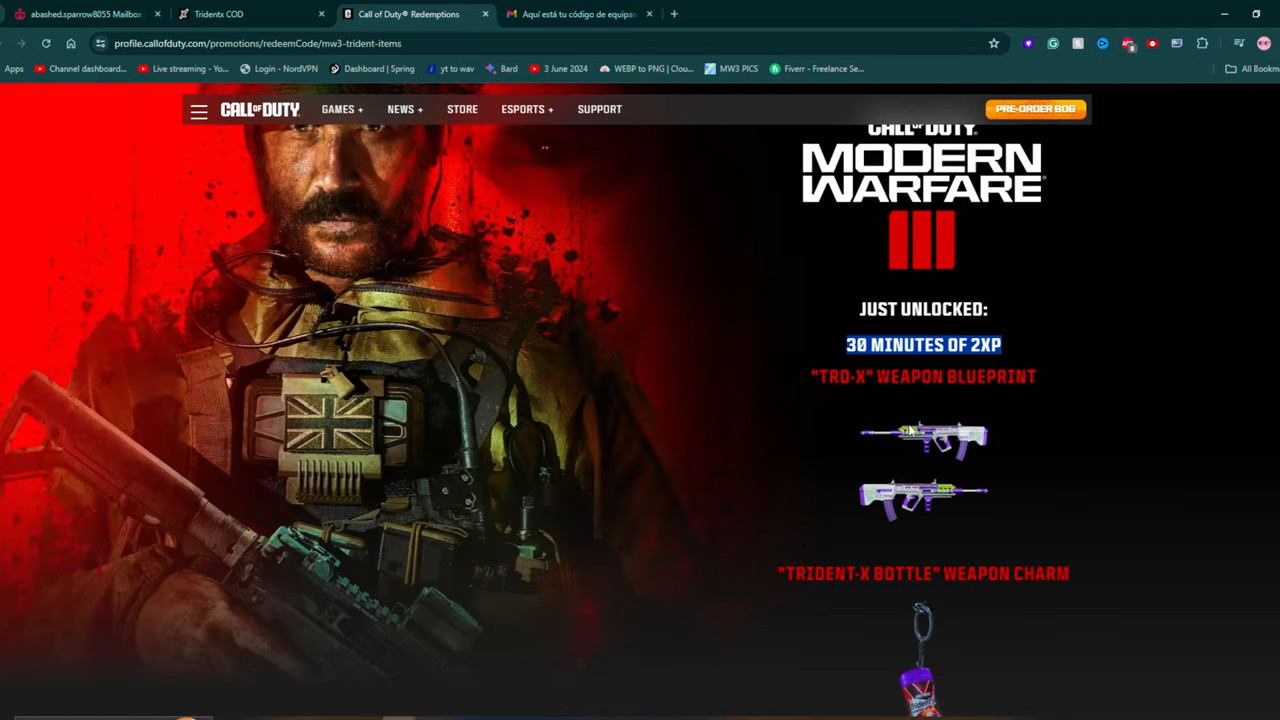 abashed.sparrow8055 Mailbox
Tridentx COD
Call of Duty® Redemptions
Aquí está tu código de equipar
profile.callofduty.com/promotions/redeemCode/mw3-trident-items
Apps
Channel dashboard...
Live streaming - Yo...
Login - NordVPN
Dashboard | Spring
yt to wav
Bard
3 June 2024
WEBP to PNG | Clou...
MW3 PICS
Fiverr - Freelance Se...
All Bookm
CALL OF DUTY
GAMES +
NEWS +
STORE
ESPORTS +
SUPPORT
PRE-ORDER BO6
CALL OF DUTY
MODERN
WARFARE
III
JUST UNLOCKED:
30 MINUTES OF 2XP
"TRD-X" WEAPON BLUEPRINT
"TRIDENT-X BOTTLE" WEAPON CHARM